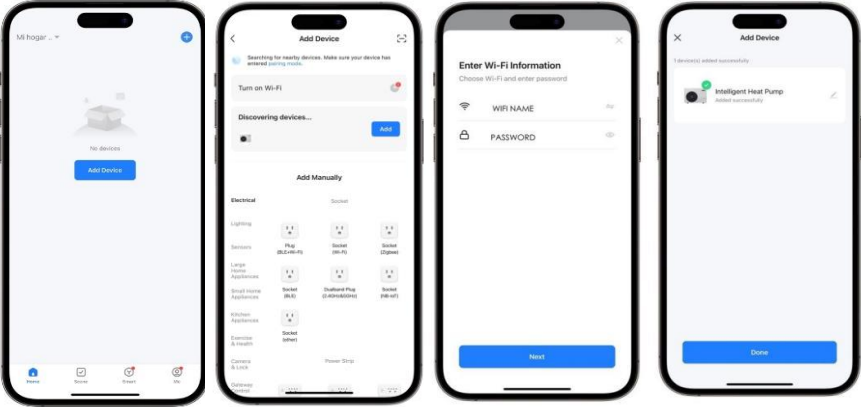 Mi hogar ..
No devices
Add Device
Home
Scene
Smart
Me
Add Device
Searching for nearby devices. Make sure your device has
entered pairing mode.
Turn on Wi-Fi
Discovering devices...
Add
Add Manually
Electrical
Socket
Lighting
Sensors
Large
Home
Appliances
Small Home
Appliances
Kitchen
Appliances
Exercise
& Health
Camera
& Lock
Gateway
Control
Plug
(BLE+Wi-Fi)
Socket
(Wi-Fi)
Socket
(Zigbee)
Socket
(BLE)
Dualband Plug
(2.4GHz&5GHz)
Socket
(NB-IoT)
Socket
(other)
Power Strip
Enter Wi-Fi Information
Choose Wi-Fi and enter password
WIFI NAME
PASSWORD
Next
Add Device
1 device(s) added successfully
Intelligent Heat Pump
Added successfully
Done